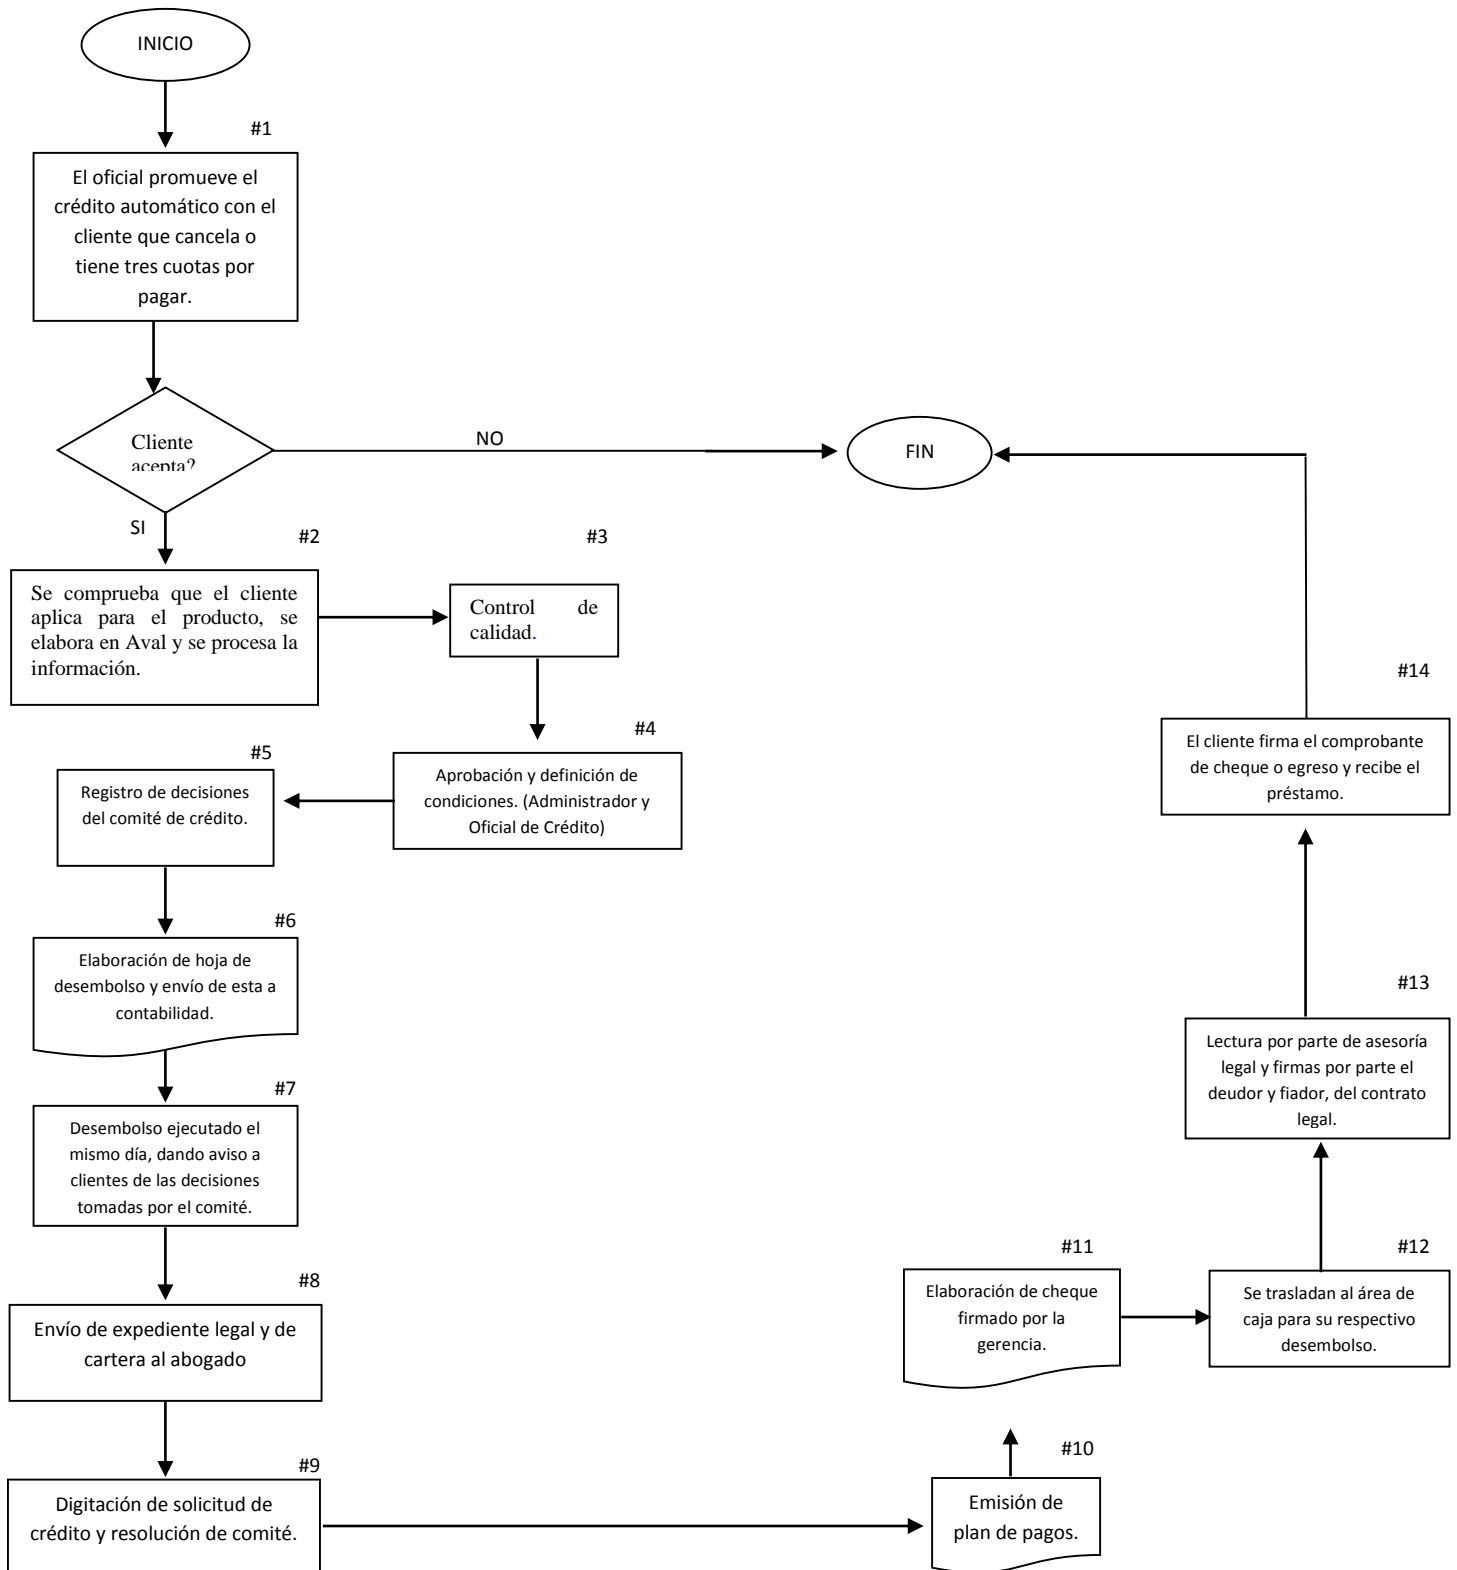 INICIO
#1
El oficial promueve el
crédito automático con el
cliente que cancela o
tiene tres cuotas por
pagar.
Cliente
acepta?
NO
FIN
SI
#2
Se comprueba que el cliente
aplica para el producto, se
elabora en Aval y se procesa la
información.
#3
Control de
calidad.
#4
Aprobación y definición de
condiciones. (Administrador y
Oficial de Crédito)
#5
Registro de decisiones
del comité de crédito.
#6
Elaboración de hoja de
desembolso y envío de esta a
contabilidad.
#7
Desembolso ejecutado el
mismo día, dando aviso a
clientes de las decisiones
tomadas por el comité.
#8
Envío de expediente legal y de
cartera al abogado
#9
Digitación de solicitud de
crédito y resolución de comité.
#10
Emisión de
plan de pagos.
#11
Elaboración de cheque
firmado por la
gerencia.
#12
Se trasladan al área de
caja para su respectivo
desembolso.
#13
Lectura por parte de asesoría
legal y firmas por parte el
deudor y fiador, del contrato
legal.
#14
El cliente firma el comprobante
de cheque o egreso y recibe el
préstamo.